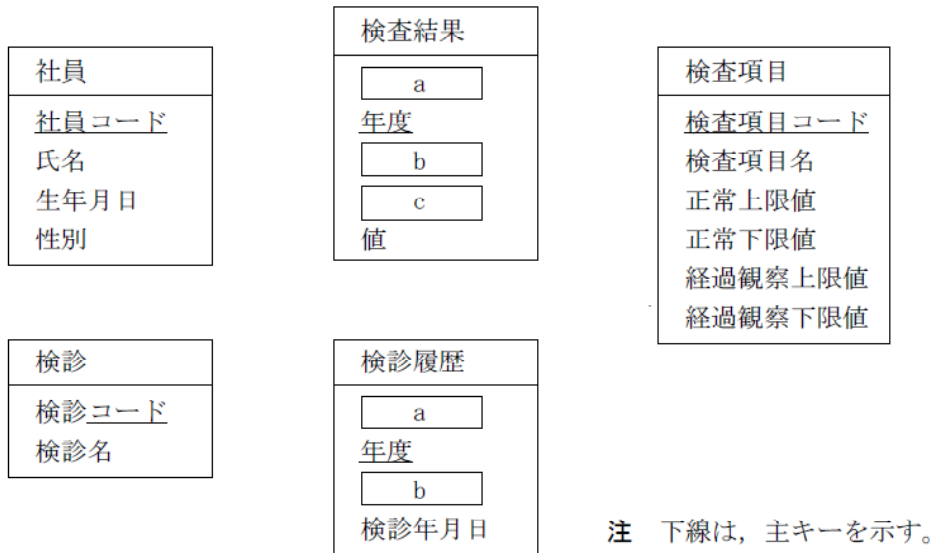 社員
社員コード
氏名
生年月日
性別
検査結果
a
年度
b
c
値
検査項目
検査項目コード
検査項目名
正常上限値
正常下限値
経過観察上限値
経過観察下限値
検診
検診コード
検診名
検診履歴
a
年度
b
検診年月日
注 下線は，主キーを示す。